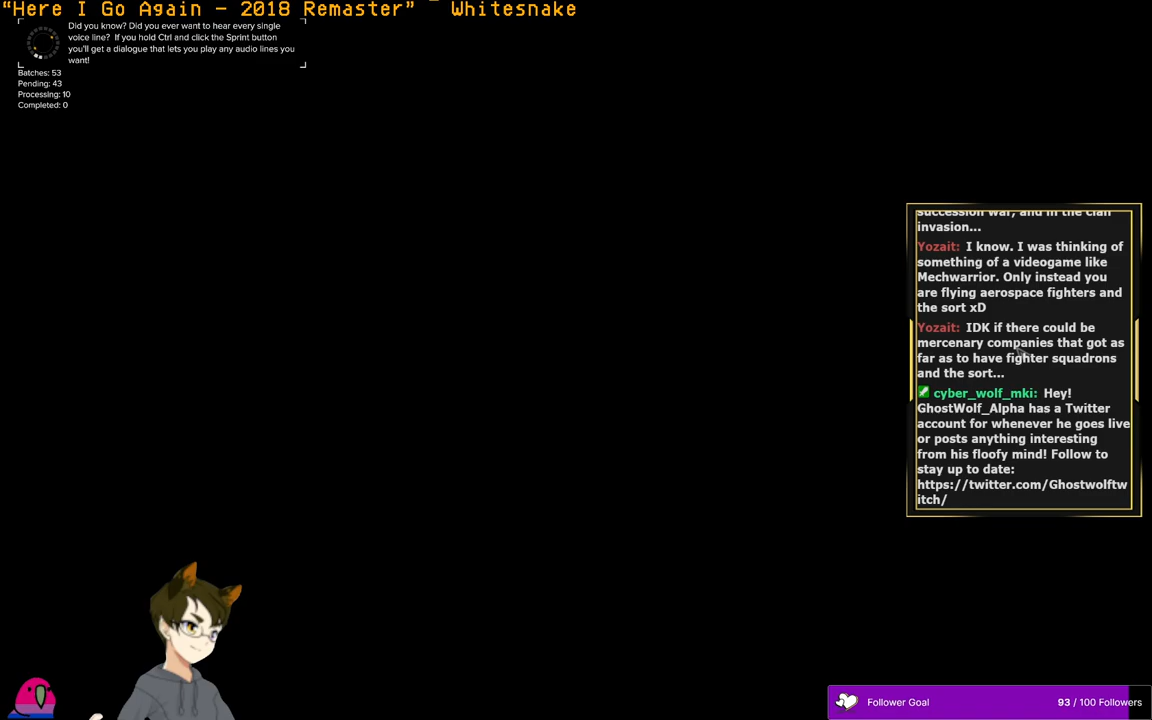 “Here I Go Again - 2018 Remaster” ~ Whitesnake
Did you know? Did you ever want to hear every single
voice line?  If you hold Ctrl and click the Sprint button
you'll get a dialogue that lets you play any audio lines you
want!
Batches: 53
Pending: 43
Processing: 10
Completed: 0
succession war, and in the clan
invasion...
Yozait: I know. I was thinking of
something of a videogame like
Mechwarrior. Only instead you
are flying aerospace fighters and
the sort xD
Yozait: IDK if there could be
mercenary companies that got as
far as to have fighter squadrons
and the sort...
cyber_wolf_mki: Hey!
GhostWolf_Alpha has a Twitter
account for whenever he goes live
or posts anything interesting
from his floofy mind! Follow to
stay up to date:
https://twitter.com/Ghostwolftw
itch/
Follower Goal
93 / 100 Followers